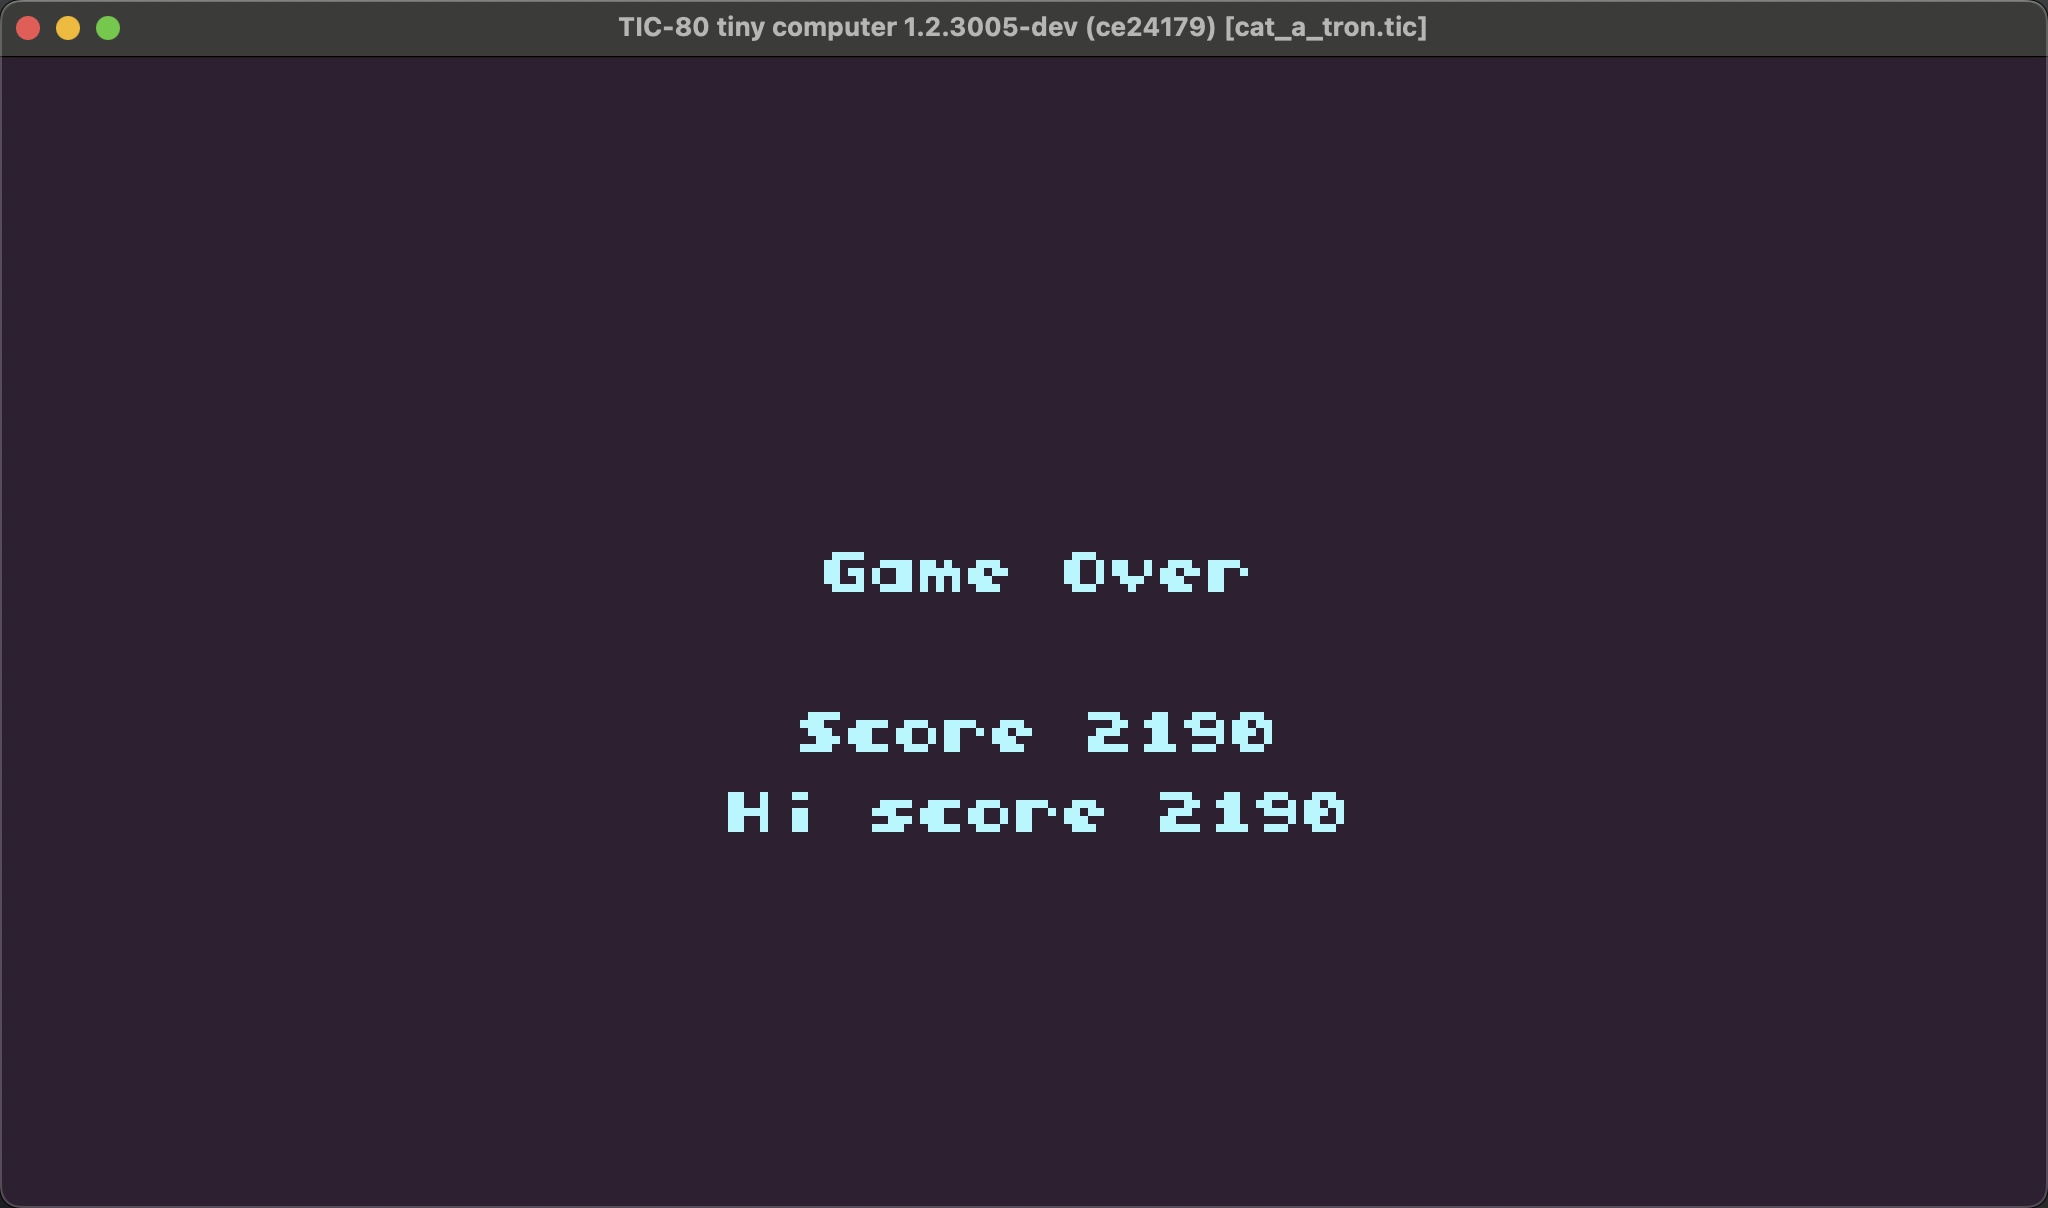 TIC-80 tiny computer 1.2.3005-dev (ce24179) [cat_a_tron.tic]
Game Over
Score 2190
Hi score 2190